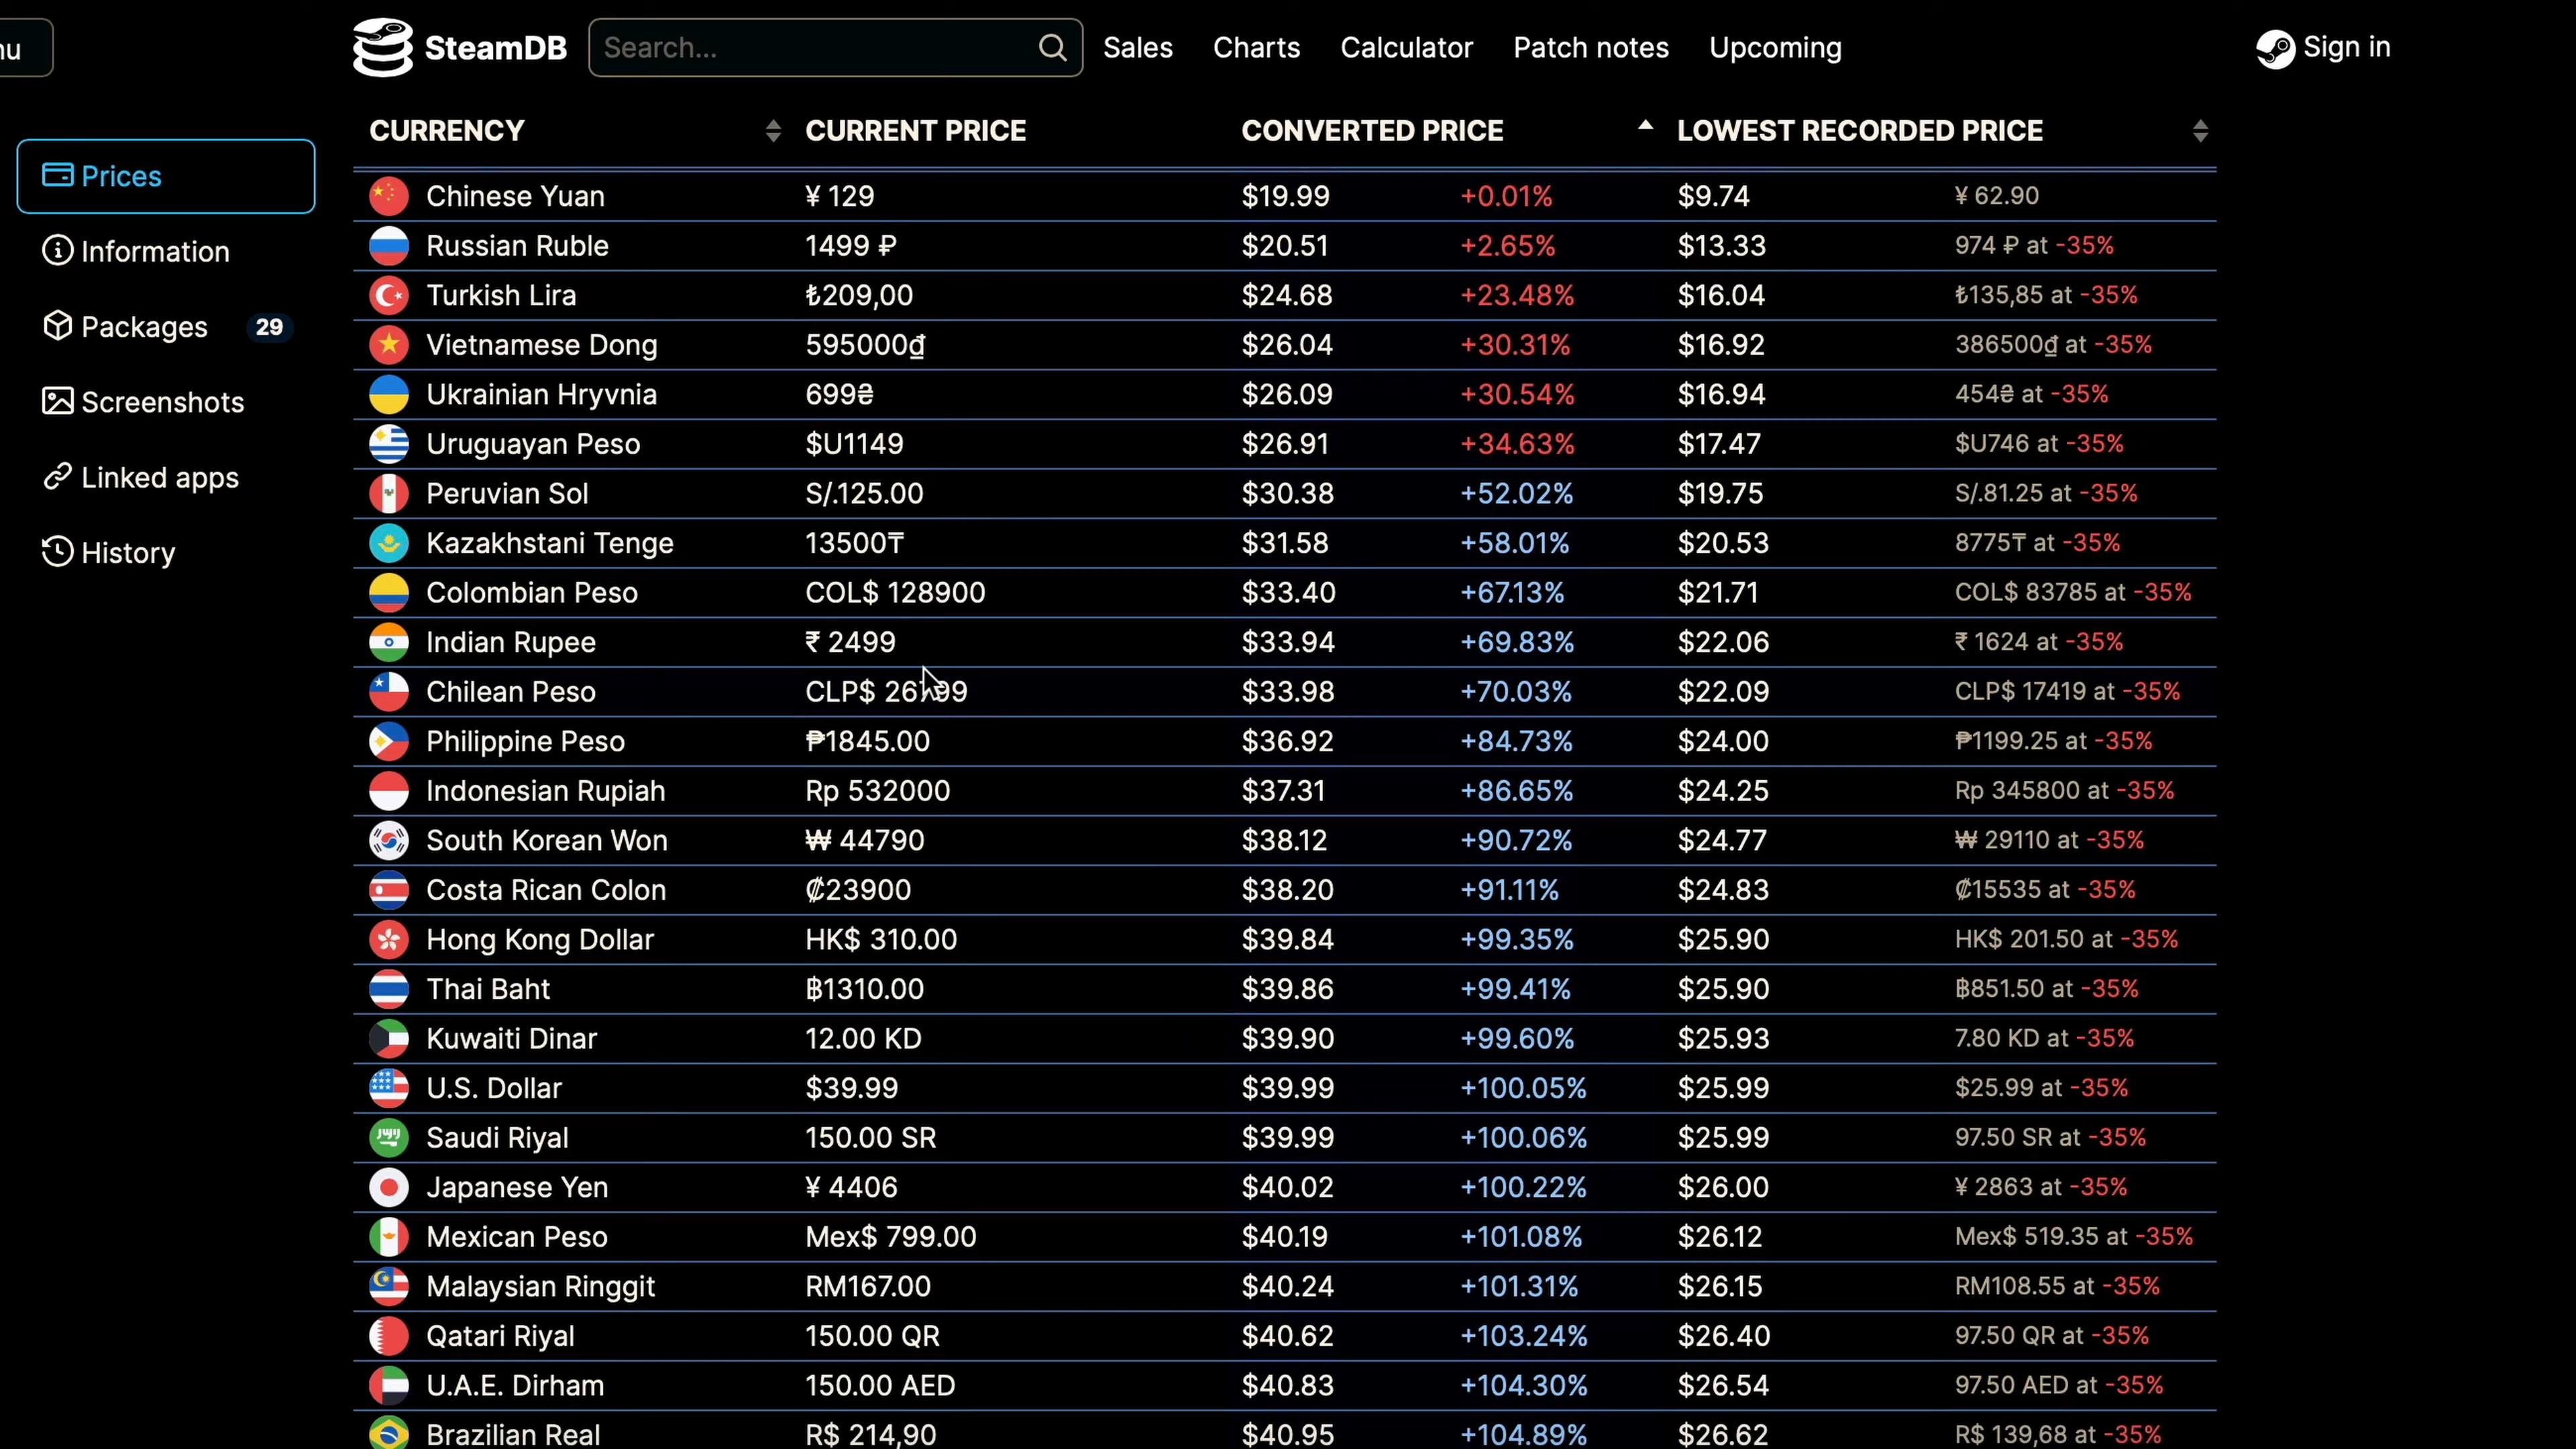 nu
SteamDB Search... Sales Charts Calculator Patch notes Upcoming Sign in
Prices
Information
Packages 29
Screenshots
Linked apps
History
CURRENCY CURRENT PRICE CONVERTED PRICE LOWEST RECORDED PRICE
Chinese Yuan ¥ 129 $19.99 +0.01% $9.74 ¥ 62.90
Russian Ruble 1499 ₽ $20.51 +2.65% $13.33 974 ₽ at -35%
Turkish Lira ₺209,00 $24.68 +23.48% $16.04 ₺135,85 at -35%
Vietnamese Dong 595000₫ $26.04 +30.31% $16.92 386500₫ at -35%
Ukrainian Hryvnia 699₴ $26.09 +30.54% $16.94 454₴ at -35%
Uruguayan Peso $U1149 $26.91 +34.63% $17.47 $U746 at -35%
Peruvian Sol S/.125.00 $30.38 +52.02% $19.75 S/.81.25 at -35%
Kazakhstani Tenge 13500₸ $31.58 +58.01% $20.53 8775₸ at -35%
Colombian Peso COL$ 128900 $33.40 +67.13% $21.71 COL$ 83785 at -35%
Indian Rupee ₹ 2499 $33.94 +69.83% $22.06 ₹ 1624 at -35%
Chilean Peso CLP$ $33.98 +70.03% $22.09 CLP$ 17419 at -35%
Philippine Peso ₱1845.00 $36.92 +84.73% $24.00 ₱1199.25 at -35%
Indonesian Rupiah Rp 532000 $37.31 +86.65% $24.25 Rp 345800 at -35%
South Korean Won ₩ 44790 $38.12 +90.72% $24.77 ₩ 29110 at -35%
Costa Rican Colon ₡23900 $38.20 +91.11% $24.83 ₡15535 at -35%
Hong Kong Dollar HK$ 310.00 $39.84 +99.35% $25.90 HK$ 201.50 at -35%
Thai Baht ฿1310.00 $39.86 +99.41% $25.90 ฿851.50 at -35%
Kuwaiti Dinar 12.00 KD $39.90 +99.60% $25.93 7.80 KD at -35%
U.S. Dollar $39.99 $39.99 +100.05% $25.99 $25.99 at -35%
Saudi Riyal 150.00 SR $39.99 +100.06% $25.99 97.50 SR at -35%
Japanese Yen ¥ 4406 $40.02 +100.22% $26.00 ¥ 2863 at -35%
Mexican Peso Mex$ 799.00 $40.19 +101.08% $26.12 Mex$ 519.35 at -35%
Malaysian Ringgit RM167.00 $40.24 +101.31% $26.15 RM108.55 at -35%
Qatari Riyal 150.00 QR $40.62 +103.24% $26.40 97.50 QR at -35%
U.A.E. Dirham 150.00 AED $40.83 +104.30% $26.54 97.50 AED at -35%
Brazilian Real R$ 214,90 $40.95 +104.89% $26.62 R$ 139,68 at -35%